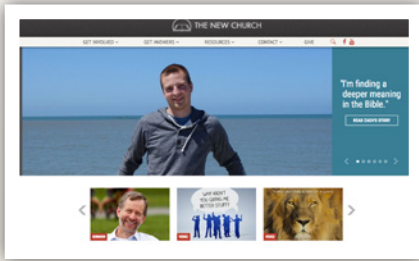 THE NEW CHURCH
GET INVOLVED
GET ANSWERS
RESOURCES
CONTACT
GIVE
"I'm finding a
deeper meaning
in the Bible."
READ ZACH'S STORY
WHY AREN'T
YOU GIVING ME
BETTER STUFF?